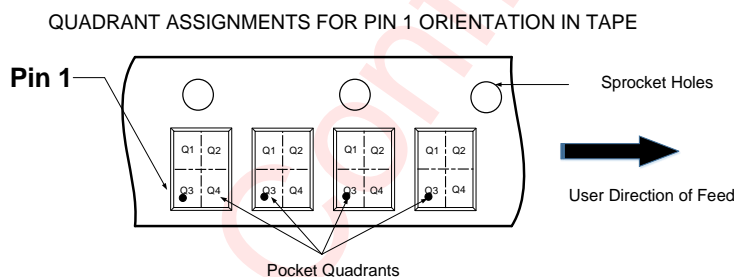 QUADRANT ASSIGNMENTS FOR PIN 1 ORIENTATION IN TAPE
Pin 1
Sprocket Holes
Q1 Q2 Q1 Q2 Q1 Q2 Q1 Q2
Q3 Q4 Q3 Q4 Q3 Q4 Q3 Q4
User Direction of Feed
Pocket Quadrants